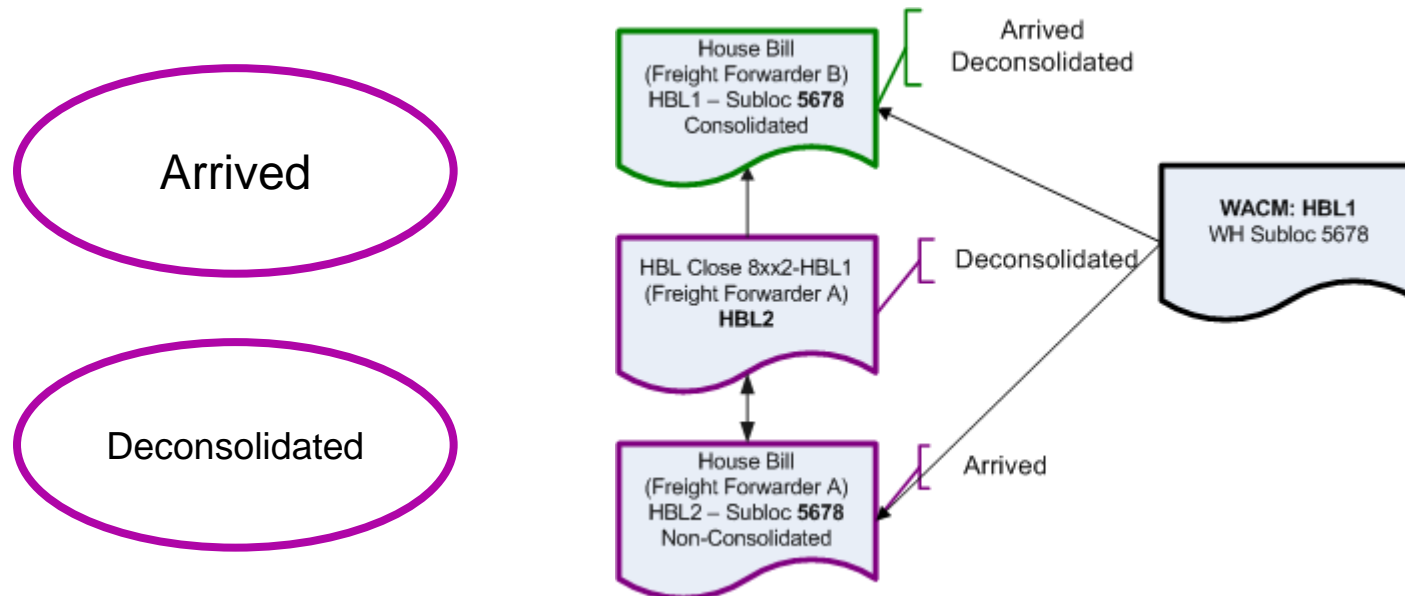 Arrived
Deconsolidated
House Bill
(Freight Forwarder B)
HBL1 – Subloc 5678
Consolidated
Arrived
Deconsolidated
HBL Close 8xx2-HBL1
(Freight Forwarder A)
HBL2
Deconsolidated
House Bill
(Freight Forwarder A)
HBL2 – Subloc 5678
Non-Consolidated
Arrived
WACM: HBL1
WH Subloc 5678